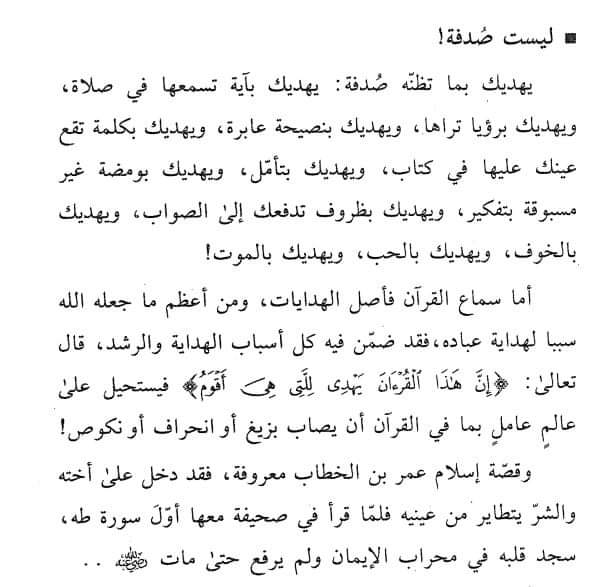 ■ ليست صُدفة!
يهديك بما تظنّه صُدفة: يهديك بآية تسمعها في صلاة،
ويهديك برؤيا تراها، ويهديك بنصيحة عابرة، ويهديك بكلمة تقع
عينك عليها في كتاب، ويهديك بتأمّل، ويهديك بومضة غير
مسبوقة بتفكير، ويهديك بظروف تدفعك إلىٰ الصواب، ويهديك
بالخوف، ويهديك بالحب، ويهديك بالموت!
أما سماع القرآن فأصل الهدايات، ومن أعظم ما جعله الله
سببا لهداية عباده،فقد ضمّن فيه كل أسباب الهداية والرشد، قال
تعالىٰ: ﴿إِنَّ هَٰذَا ٱلْقُرْءَانَ يَهْدِى لِلَّتِى هِىَ أَقْوَمُ﴾ فيستحيل علىٰ
عالمٍ عاملٍ بما في القرآن أن يصاب بزيغ أو انحراف أو نكوص!
وقصّة إسلام عمر بن الخطاب معروفة، فقد دخل علىٰ أخته
والشرّ يتطاير من عينيه فلمّا قرأ في صحيفة معها أوّلَ سورة طه،
سجد قلبه في محراب الإيمان ولم يرفع حتىٰ مات رضي الله عنه ..